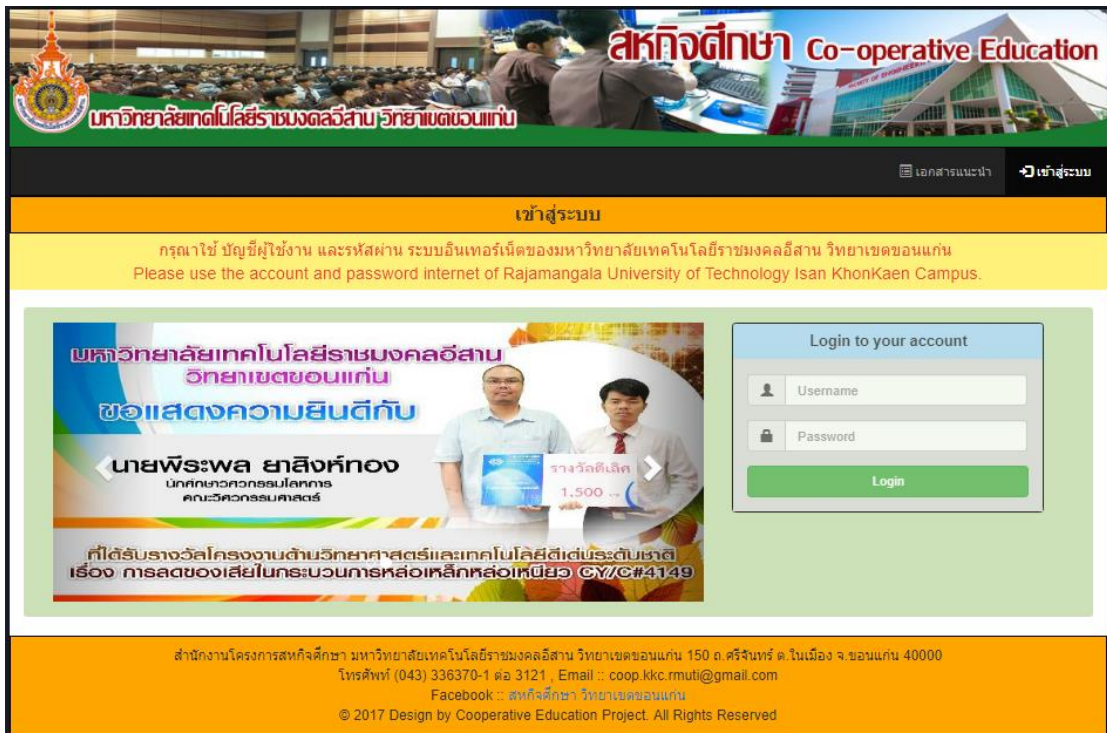 สหกิจศึกษา Co-operative Education
มหาวิทยาลัยเทคโนโลยีราชมงคลอีสาน วิทยาเขตขอนแก่น
เอกสารแนะนำ
เข้าสู่ระบบ
เข้าสู่ระบบ
กรุณาใช้ บัญชีผู้ใช้งาน และรหัสผ่าน ระบบอินเทอร์เน็ตของมหาวิทยาลัยเทคโนโลยีราชมงคลอีสาน วิทยาเขตขอนแก่น
Please use the account and password internet of Rajamangala University of Technology Isan KhonKaen Campus.
มหาวิทยาลัยเทคโนโลยีราชมงคลอีสาน
วิทยาเขตขอนแก่น
ขอแสดงความยินดีกับ
นายพีระพล ยาสิงห์ทอง
นักศึกษาวิศวกรรมโลหการ
คณะวิศวกรรมศาสตร์
รางวัลดีเลิศ
1,500
ที่ได้รับรางวัลโครงงานด้านวิทยาศาสตร์และเทคโนโลยีดีเด่นระดับชาติ
เรื่อง การลดของเสียในกระบวนการหล่อเหล็กหล่อเหนียว CY/C#4149
Login to your account
Username
Password
Login
สำนักงานโครงการสหกิจศึกษา มหาวิทยาลัยเทคโนโลยีราชมงคลอีสาน วิทยาเขตขอนแก่น 150 ถ.ศรีจันทร์ ต.ในเมือง จ.ขอนแก่น 40000
โทรศัพท์ (043) 336370-1 ต่อ 3121 , Email :: coop.kkc.rmuti@gmail.com
Facebook :: สหกิจศึกษา วิทยาเขตขอนแก่น
© 2017 Design by Cooperative Education Project. All Rights Reserved